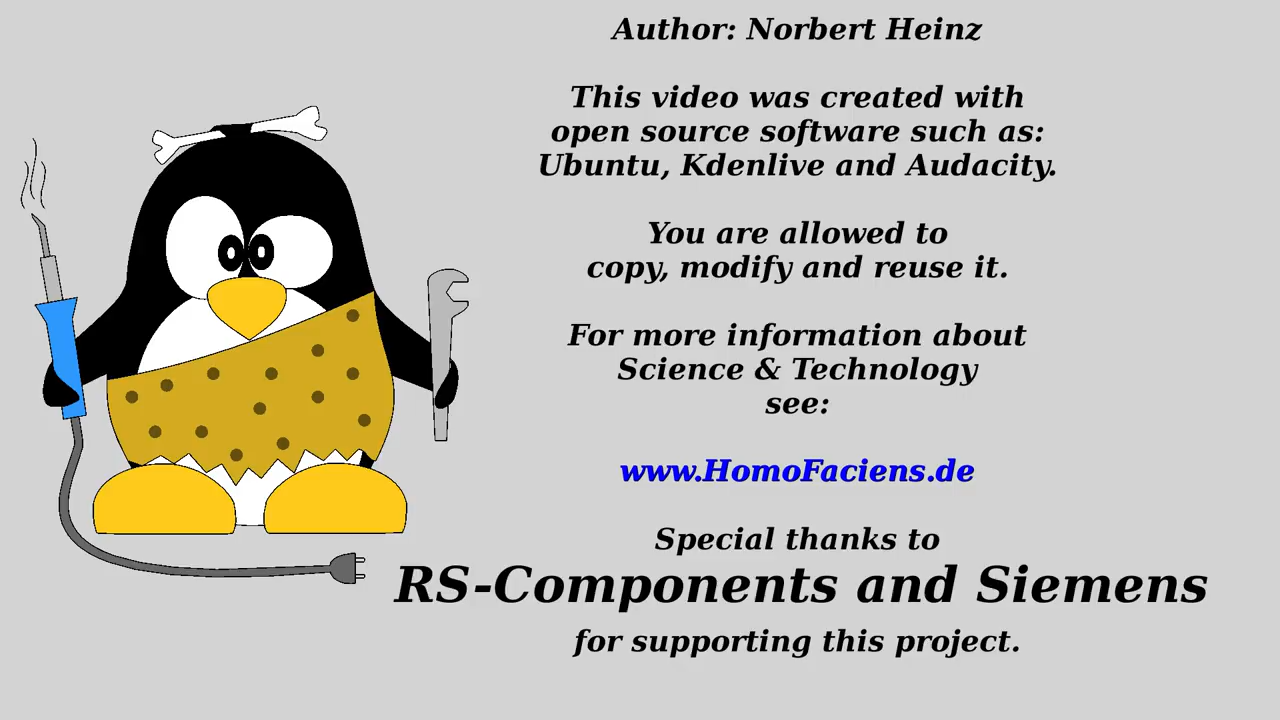 Author: Norbert Heinz
This video was created with
open source software such as:
Ubuntu, Kdenlive and Audacity.
You are allowed to
copy, modify and reuse it.
For more information about
Science & Technology
see:
www.HomoFaciens.de
Special thanks to
RS-Components and Siemens
for supporting this project.